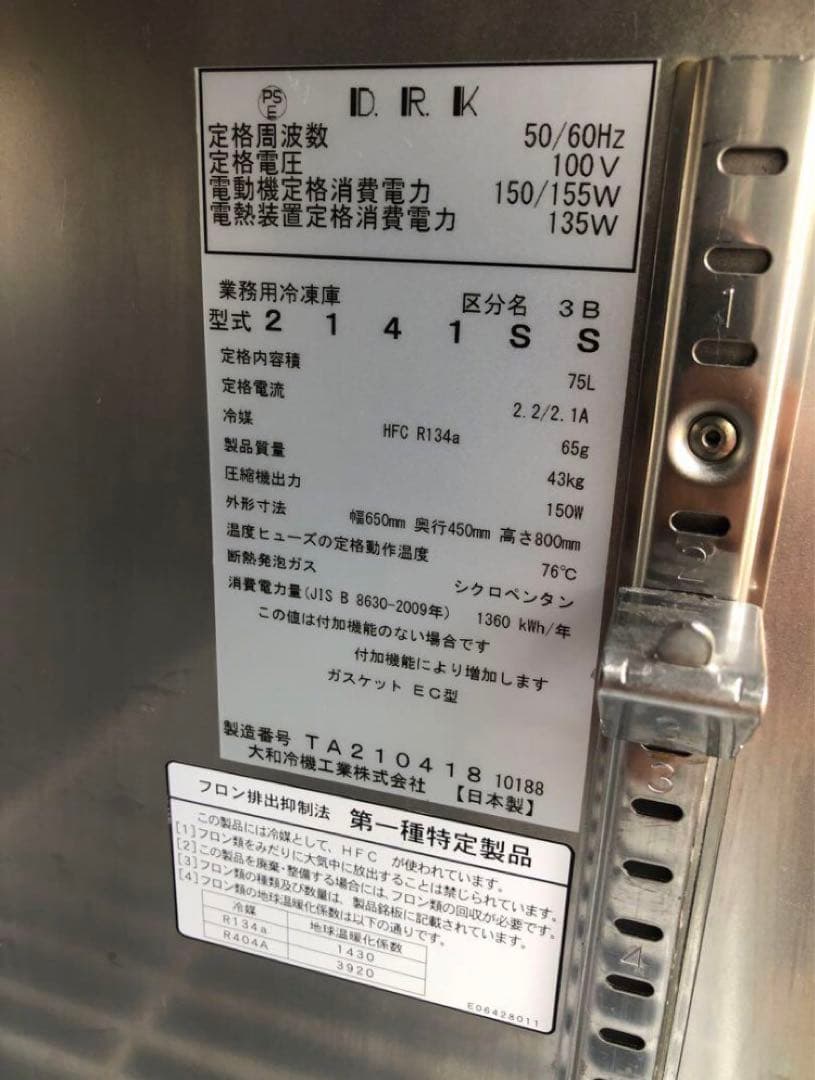 PS E D.R.K
定格周波数 50/60Hz
定格電圧 100V
電動機定格消費電力 150/155W
電熱装置定格消費電力 135W
業務用冷凍庫 区分名 3B
型式 2141SS
定格内容積 75L
定格電流 2.2/2.1A
冷媒 HFC R134a 65g
製品質量 43kg
圧縮機出力 150W
外形寸法 幅650mm 奥行450mm 高さ800mm
温度ヒューズの定格動作温度 76℃
断熱発泡ガス シクロペンタン
消費電力量(JIS B 8630-2009年) 1360 kWh/年
この値は付加機能のない場合です
付加機能により増加します
ガスケット EC型
製造番号 TA210418 10188
大和冷機工業株式会社 【日本製】
フロン排出抑制法 第一種特定製品
この製品には冷媒として、HFC が使われています。
[1]フロン類をみだりに大気中に放出することは禁じられています。
[2]この製品を廃棄・整備する場合には、フロン類の回収が必要です。
[3]フロン類の種類及び数量は、製品銘板に記載されています。
[4]フロン類の地球温暖化係数は以下の通りです。
冷媒 地球温暖化係数
R134a 1430
R404A 3920
E06428011
1
2
3
4